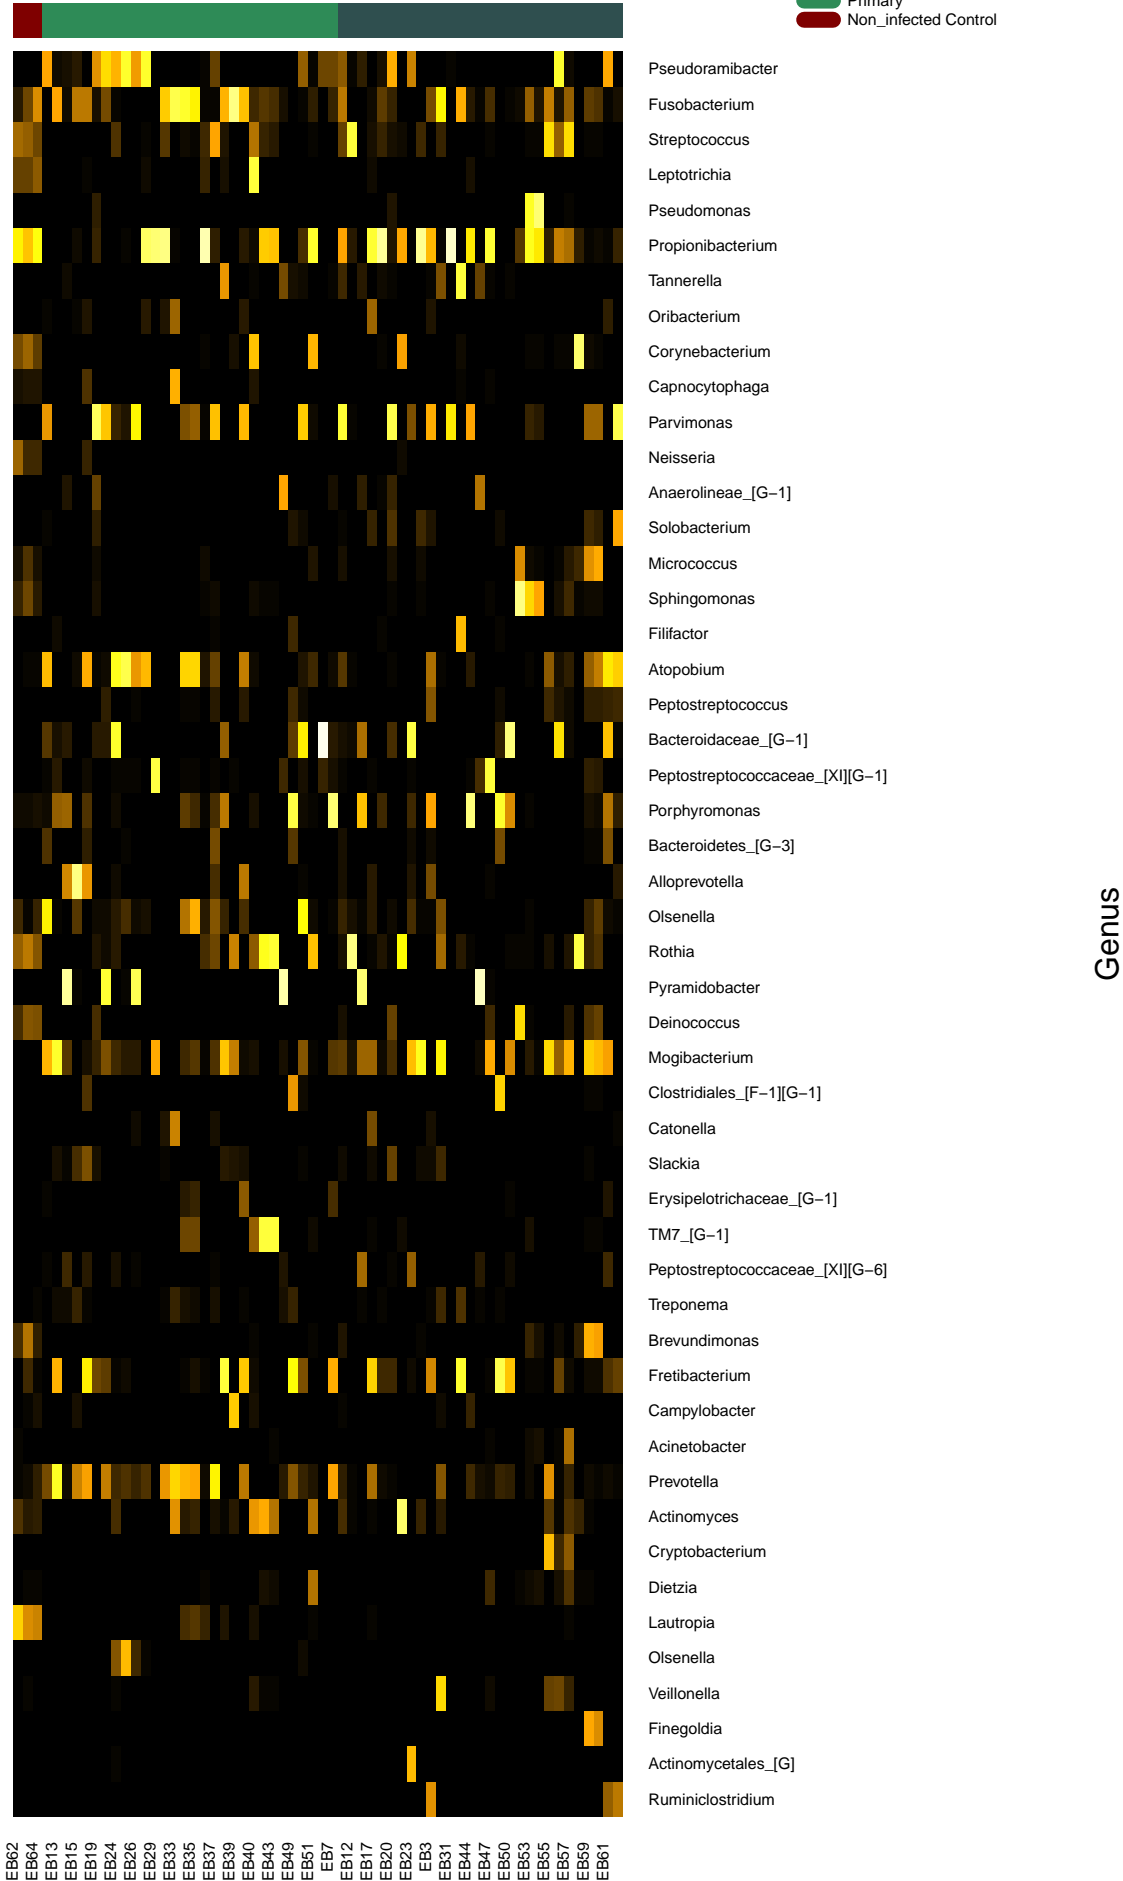 Primary
Non_infected Control
Pseudoramibacter
Fusobacterium
Streptococcus
Leptotrichia
Pseudomonas
Propionibacterium
Tannerella
Oribacterium
Corynebacterium
Capnocytophaga
Parvimonas
Neisseria
Anaerolineae_[G−1]
Solobacterium
Micrococcus
Sphingomonas
Filifactor
Atopobium
Peptostreptococcus
Bacteroidaceae_[G−1]
Peptostreptococcaceae_[XI][G−1]
Porphyromonas
Bacteroidetes_[G−3]
Alloprevotella
Olsenella
Rothia
Pyramidobacter
Deinococcus
Mogibacterium
Clostridiales_[F−1][G−1]
Catonella
Slackia
Erysipelotrichaceae_[G−1]
TM7_[G−1]
Peptostreptococcaceae_[XI][G−6]
Treponema
Brevundimonas
Fretibacterium
Campylobacter
Acinetobacter
Prevotella
Actinomyces
Cryptobacterium
Dietzia
Lautropia
Olsenella
Veillonella
Finegoldia
Actinomycetales_[G]
Ruminiclostridium
Genus
EB62
EB64
EB13
EB15
EB19
EB24
EB26
EB29
EB33
EB35
EB37
EB39
EB40
EB43
EB49
EB51
EB7
EB12
EB17
EB20
EB23
EB3
EB31
EB44
EB47
EB50
EB53
EB55
EB57
EB59
EB61